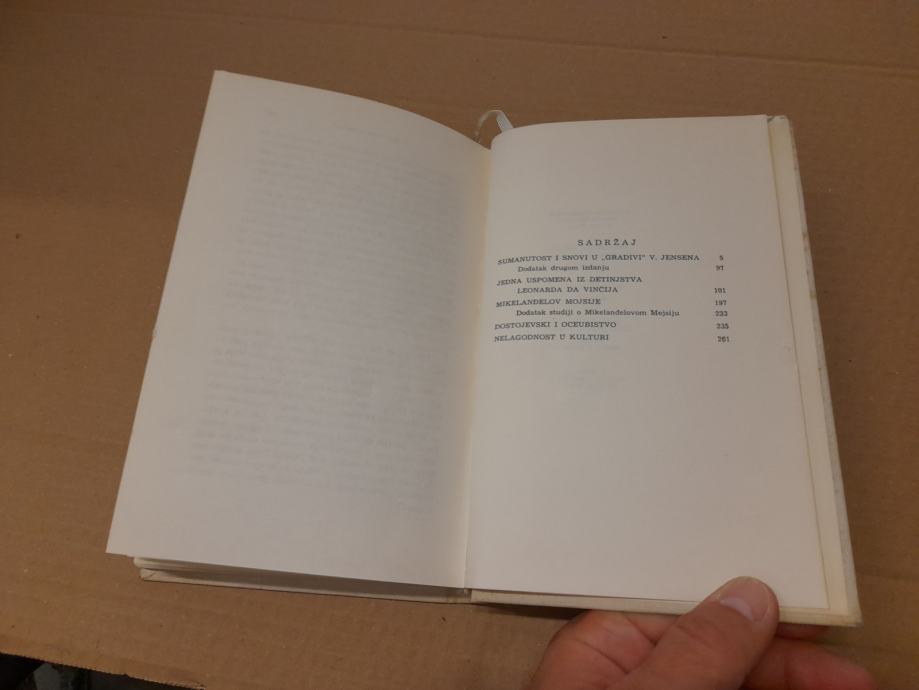 SADRŽAJ
SUMANUTOST I SNOVI U „GRADIVI" V. JENSENA 5
Dodatak drugom izdanju 97
JEDNA USPOMENA IZ DETINJSTVA
LEONARDA DA VINČIJA 101
MIKELANĐELOV MOJSIJE 197
Dodatak studiji o Mikelanđelovom Mojsiju 233
DOSTOJEVSKI I OCEUBISTVO 235
NELAGODNOST U KULTURI 261